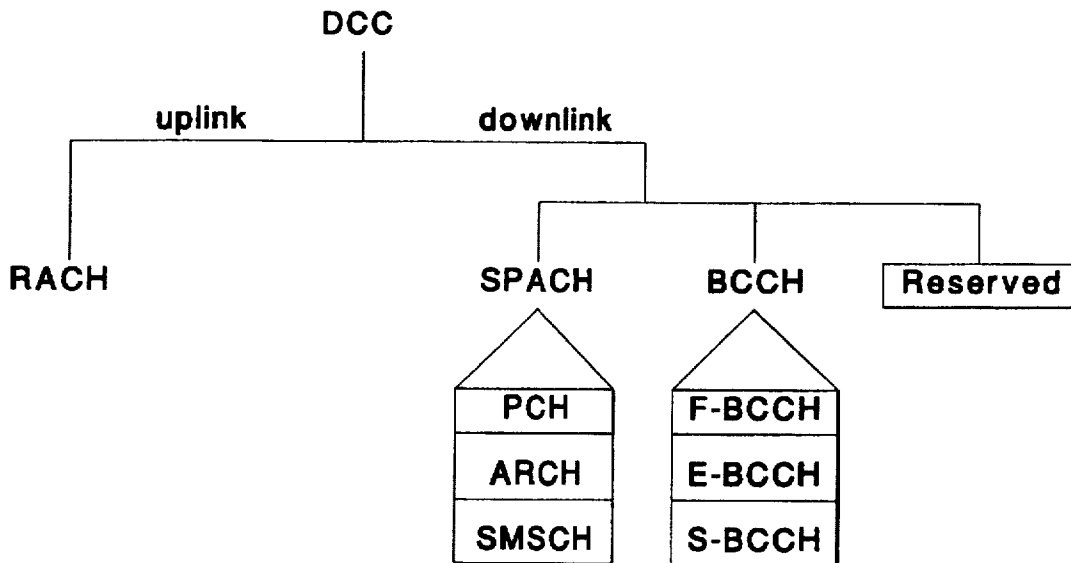 DCC
uplink
downlink
RACH
SPACH
BCCH
Reserved
PCH
F-BCCH
ARCH
E-BCCH
SMSCH
S-BCCH